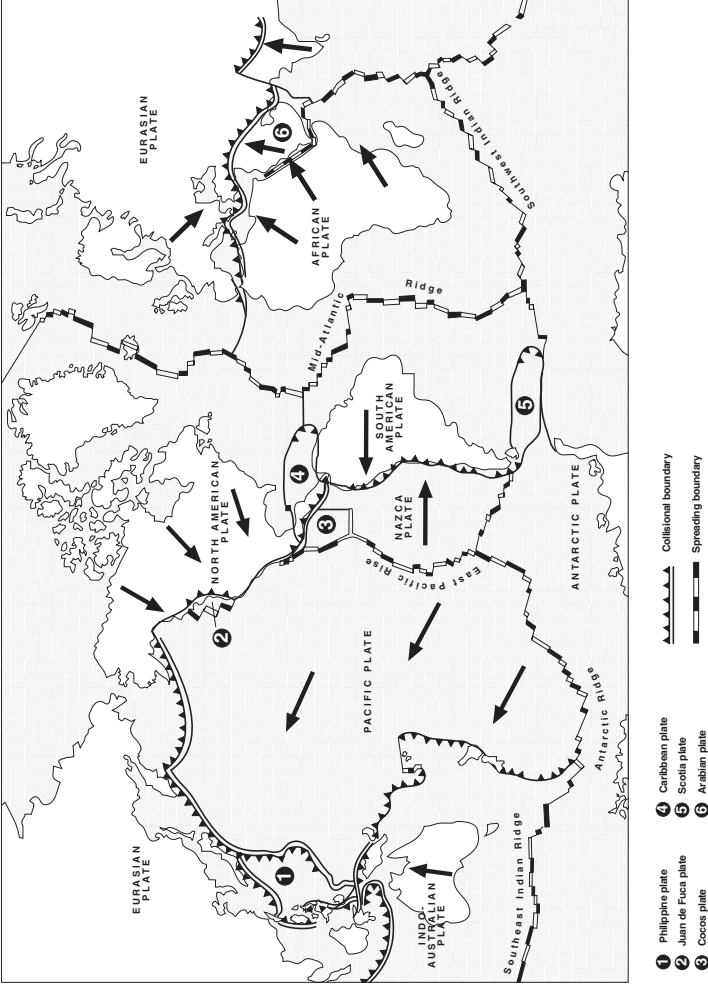 EURASIAN
PLATE
EURASIAN
PLATE
6
AFRICAN
PLATE
Southwest Indian Ridge
Mid-Atlantic
Ridge
NORTH AMERICAN
PLATE
4
SOUTH
AMERICAN
PLATE
5
3
NAZCA
PLATE
East Pacific Rise
2
PACIFIC PLATE
ANTARCTIC PLATE
Antarctic Ridge
1
INDO-
AUSTRALIAN
PLATE
Southeast Indian Ridge
1 Philippine plate
2 Juan de Fuca plate
3 Cocos plate
4 Caribbean plate
5 Scotia plate
6 Arabian plate
Collisional boundary
Spreading boundary